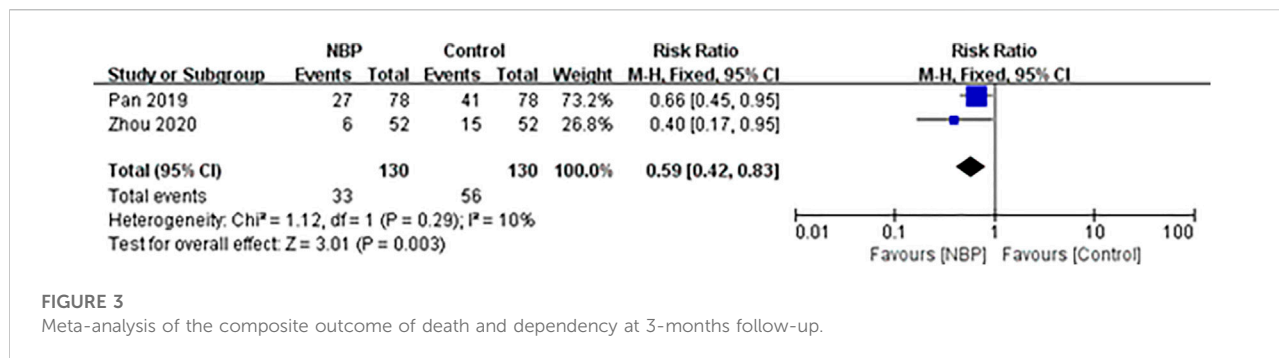 NBP Control Risk Ratio Risk Ratio
Study or Subgroup Events Total Events Total Weight M-H, Fixed, 95% CI M-H, Fixed, 95% CI
Pan 2019 27 78 41 78 73.2% 0.66 [0.45, 0.95]
Zhou 2020 6 52 15 52 26.8% 0.40 [0.17, 0.95]
Total (95% CI) 130 130 100.0% 0.59 [0.42, 0.83]
Total events 33 56
Heterogeneity: Chi² = 1.12, df = 1 (P = 0.29); I² = 10%
Test for overall effect: Z = 3.01 (P = 0.003)
0.01 0.1 1 10 100
Favours [NBP] Favours [Control]
FIGURE 3
Meta-analysis of the composite outcome of death and dependency at 3-months follow-up.